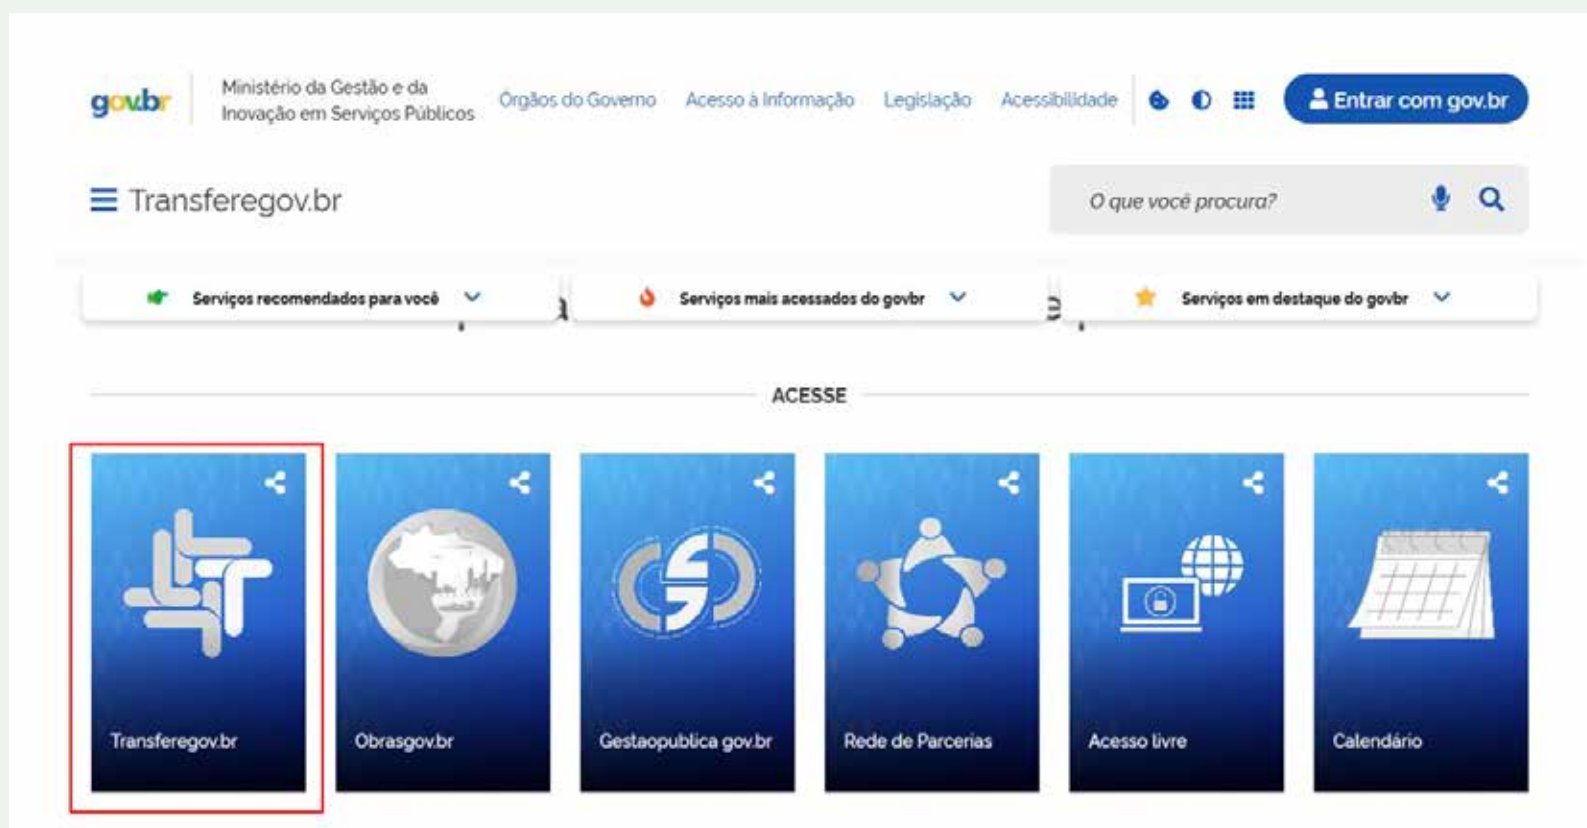 gov.br
Ministério da Gestão e da
Inovação em Serviços Públicos
Órgãos do Governo Acesso à Informação Legislação Acessibilidade
Entrar com gov.br
Transferegov.br
O que você procura?
Serviços recomendados para você
Serviços mais acessados do govbr
Serviços em destaque do govbr
ACESSE
Transferegov.br
Obrasgov.br
Gestaopublica gov.br
Rede de Parcerias
Acesso livre
Calendário